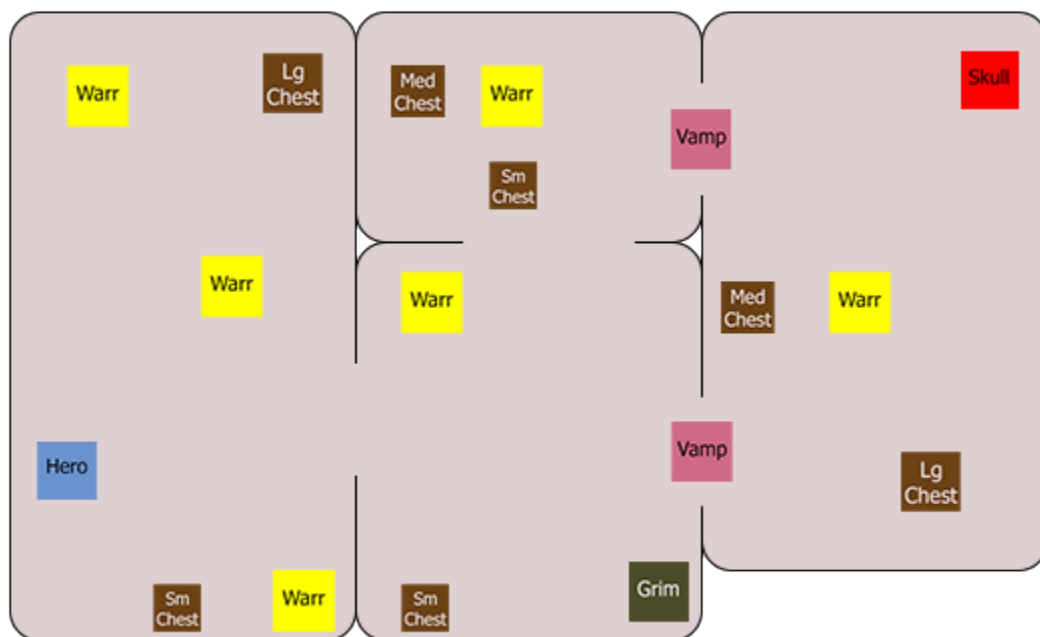 Warr
Lg
Chest
Med
Chest
Warr
Skull
Vamp
Sm
Chest
Warr
Warr
Med
Chest
Warr
Hero
Vamp
Lg
Chest
Sm
Chest
Warr
Sm
Chest
Grim